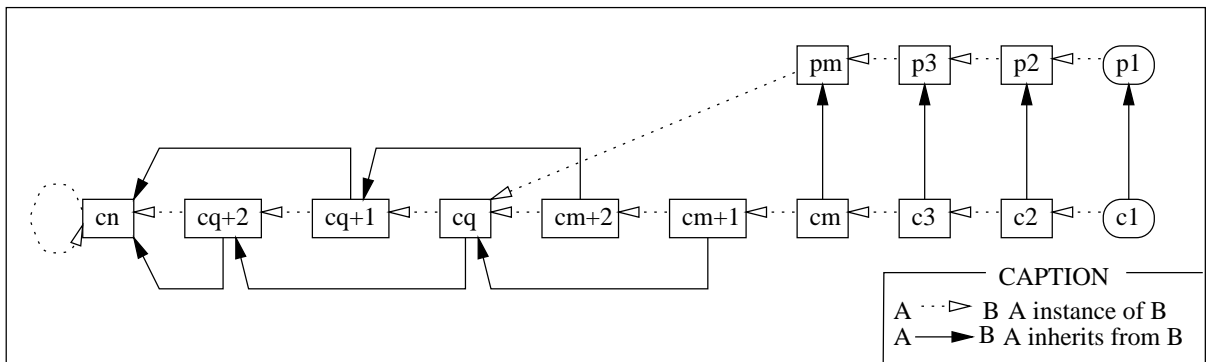 pm p3 p2 p1
cn cq+2 cq+1 cq cm+2 cm+1 cm c3 c2 c1
CAPTION
A B A instance of B
A B A inherits from B